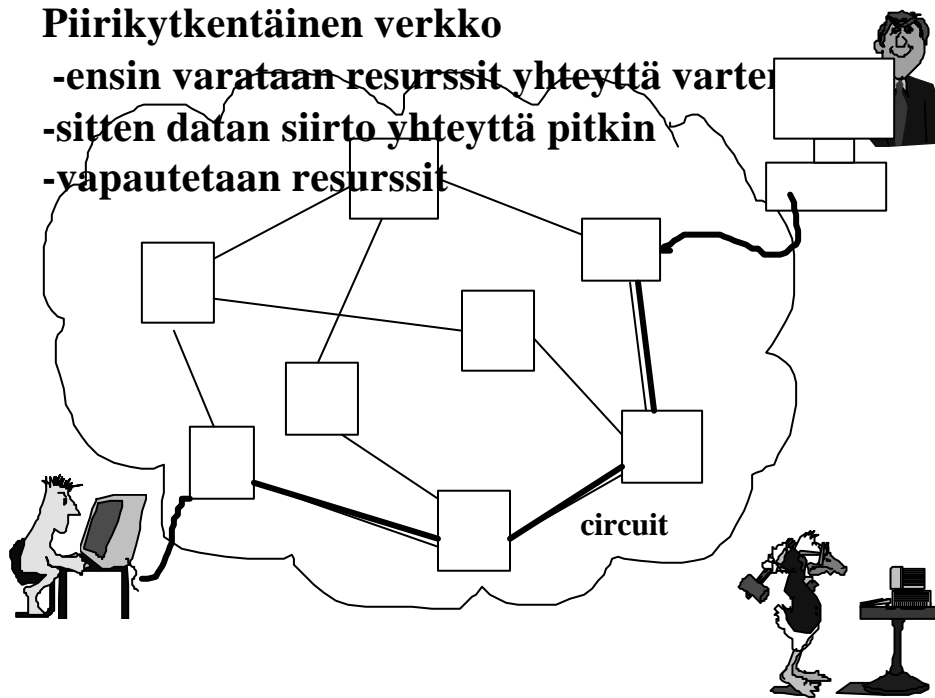 Piirikytkentäinen verkko
-ensin varataan resurssit yhteyttä varten
-sitten datan siirto yhteyttä pitkin
-vapautetaan resurssit
circuit